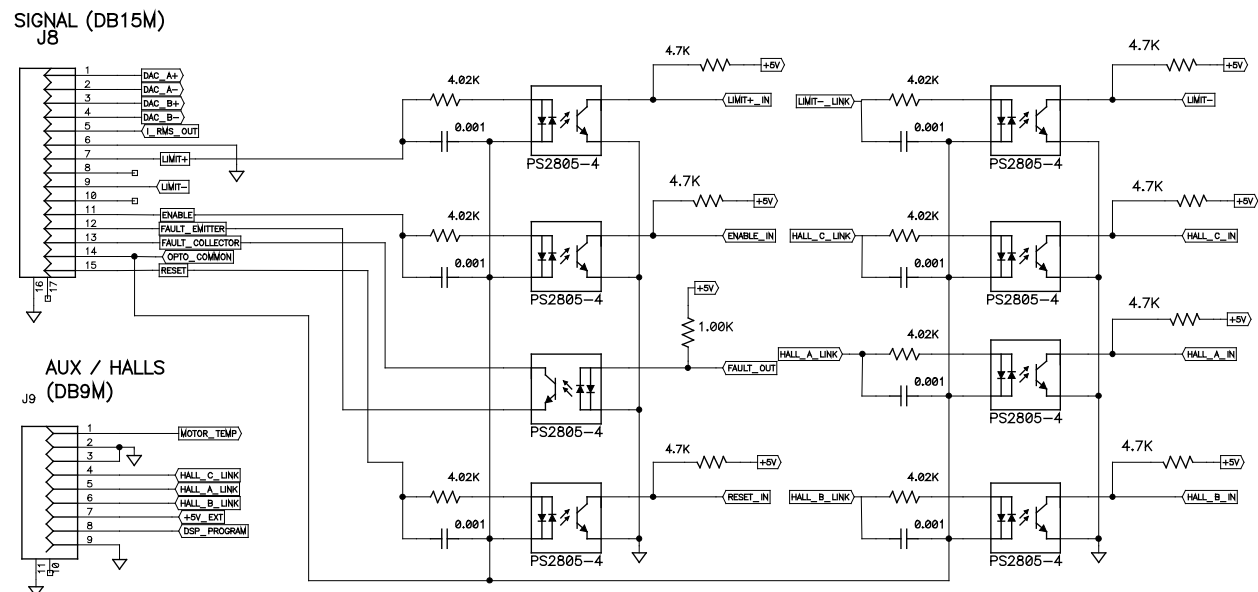 SIGNAL (DB15M)
J8
1
DAC_A+
2
DAC_A-
3
DAC_B+
4
DAC_B-
5
I_RMS_OUT
6
7
LIMIT+
8
9
LIMIT-
10
11
ENABLE
12
FAULT_EMITTER
13
FAULT_COLLECTOR
14
OPTO_COMMON
15
RESET
16
17
AUX / HALLS
(DB9M)
J9
1
MOTOR_TEMP
2
3
4
HALL_C_LINK
5
HALL_A_LINK
6
HALL_B_LINK
7
+5V_EXT
8
DSP_PROGRAM
9
11
10
4.7K
+5V
4.02K
LIMIT+_IN
0.001
PS2805-4
4.7K
+5V
4.02K
ENABLE_IN
0.001
PS2805-4
+5V
1.00K
FAULT_OUT
PS2805-4
4.7K
+5V
4.02K
RESET_IN
0.001
PS2805-4
4.7K
+5V
4.02K
LIMIT-_LINK
LIMIT-
0.001
PS2805-4
4.7K
+5V
4.02K
HALL_C_LINK
HALL_C_IN
0.001
PS2805-4
4.7K
+5V
4.02K
HALL_A_LINK
HALL_A_IN
0.001
PS2805-4
4.7K
+5V
4.02K
HALL_B_LINK
HALL_B_IN
0.001
PS2805-4